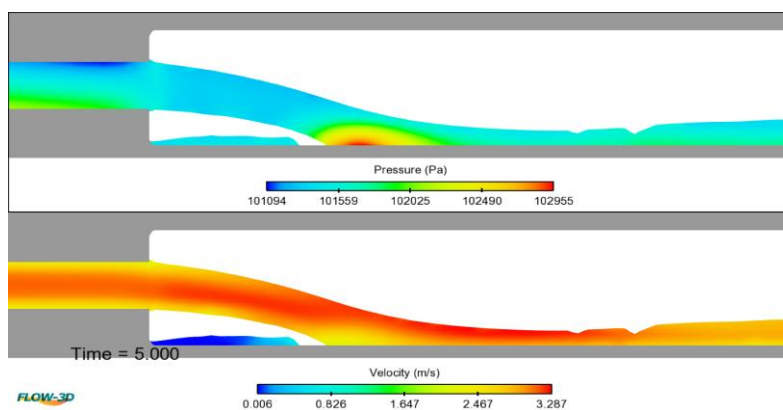 Pressure (Pa)
101094 101559 102025 102490 102955
Time = 5.000
Velocity (m/s)
0.006 0.826 1.647 2.467 3.287
FLOW-3D